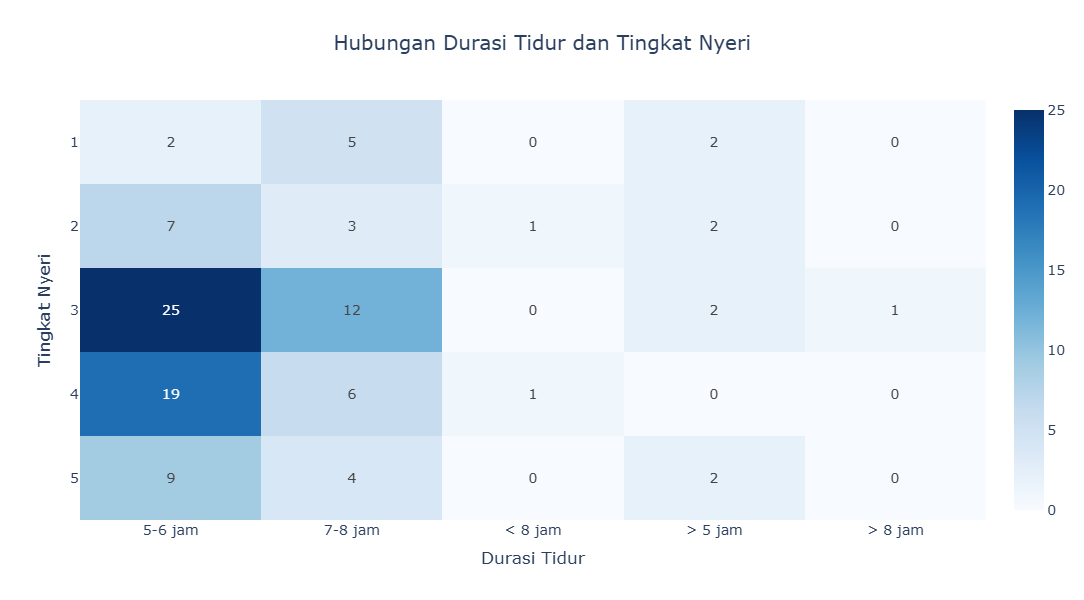 Hubungan Durasi Tidur dan Tingkat Nyeri
Tingkat Nyeri
1 2 5 0 2 0
2 7 3 1 2 0
3 25 12 0 2 1
4 19 6 1 0 0
5 9 4 0 2 0
5-6 jam 7-8 jam < 8 jam > 5 jam > 8 jam
Durasi Tidur
25
20
15
10
5
0